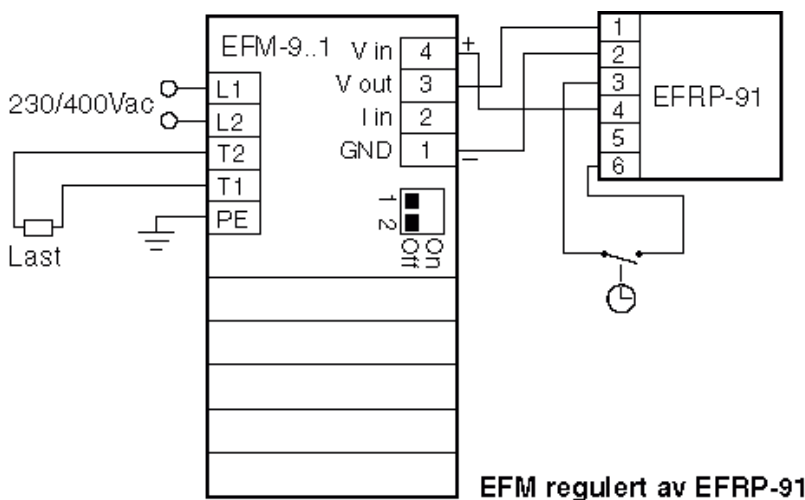 EFM-9..1
V in 4 +
V out 3
I in 2
GND 1 –
230/400Vac
L1
L2
T2
T1
PE
Last
1
2
Off
On
1
2
3
4
5
6
EFRP-91
EFM regulert av EFRP-91